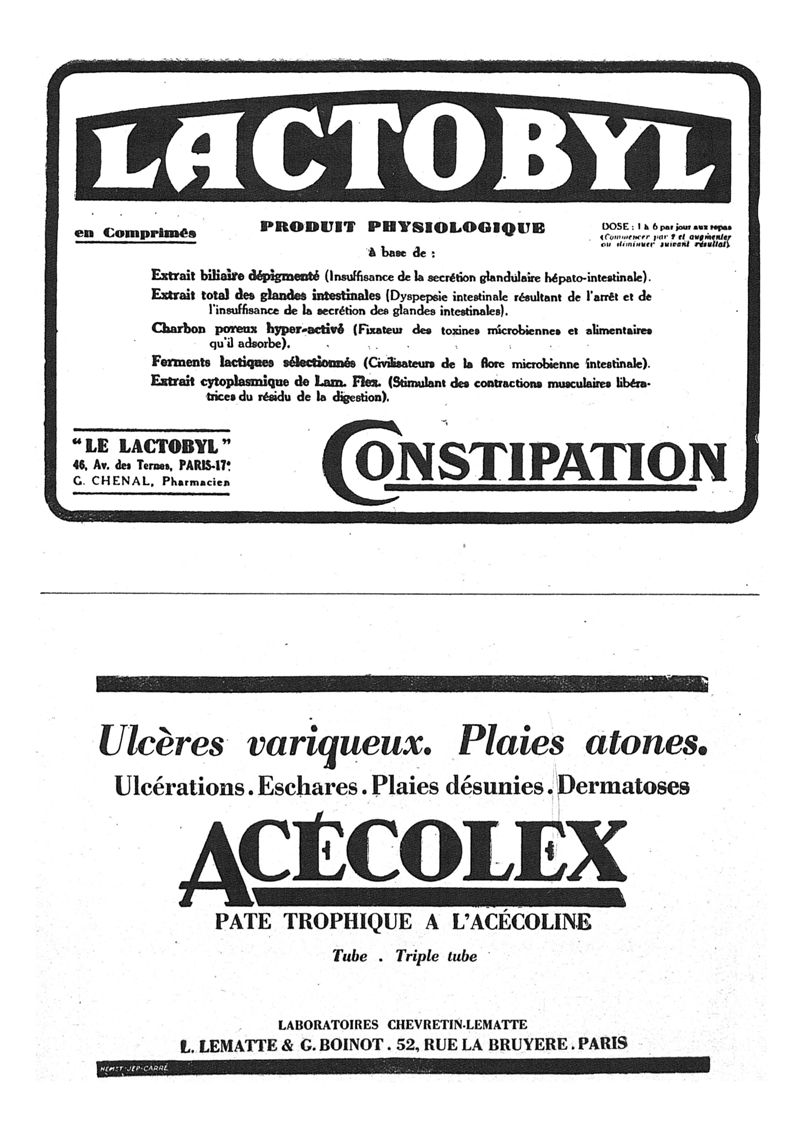 LACTOBYL
en Comprimés
PRODUIT PHYSIOLOGIQUE
à base de :
DOSE : 1 à 6 par jour aux repas
(Commencer par 2 et augmenter
ou diminuer suivant résultat).
Extrait biliaire dépigmenté (Insuffisance de la secrétion glandulaire hépato-intestinale).
Extrait total des glandes intestinales (Dyspepsie intestinale résultant de l'arrêt et de
l'insuffisance de la secrétion des glandes intestinales).
Charbon poreux hyper-activé (Fixateur des toxines microbiennes et alimentaires
qu'il adsorbe).
Ferments lactiques sélectionnés (Civilisateurs de la flore microbienne intestinale).
Extrait cytoplasmique de Lam. Flex. (Stimulant des contractions musculaires libéra-
trices du résidu de la digestion).
"LE LACTOBYL"
46, Av. des Ternes, PARIS-17e
G. CHENAL, Pharmacien
CONSTIPATION
Ulcères variqueux. Plaies atones.
Ulcérations. Eschares. Plaies désunies. Dermatoses
ACÉCOLEX
PATE TROPHIQUE A L'ACÉCOLINE
Tube . Triple tube
LABORATOIRES CHEVRETIN-LEMATTE
L. LEMATTE & G. BOINOT . 52, RUE LA BRUYERE . PARIS
HEMET-JEP-CARRÉ